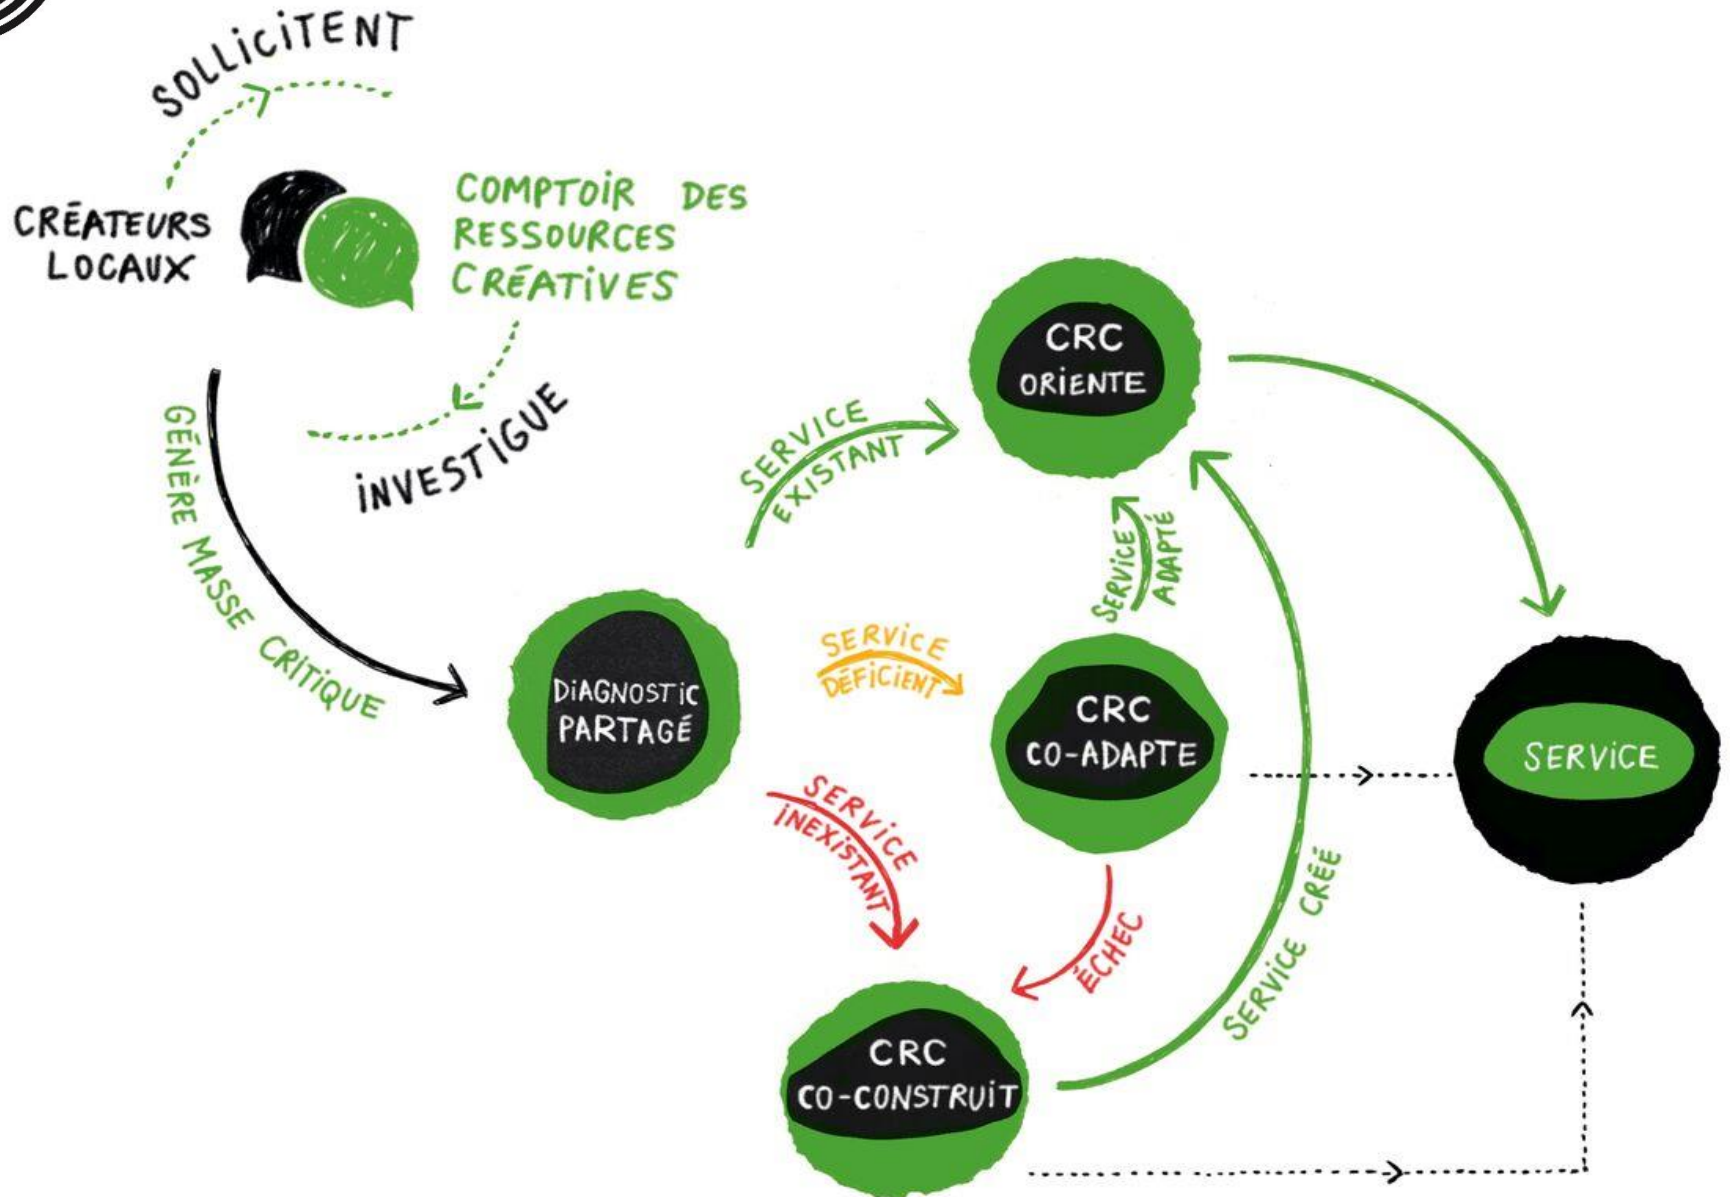 SOLLICITENT
CRÉATEURS
LOCAUX
COMPTOIR DES
RESSOURCES
CRÉATIVES
INVESTIGUE
GÉNÈRE MASSE CRITIQUE
DIAGNOSTIC
PARTAGÉ
SERVICE
EXISTANT
CRC
ORIENTE
SERVICE
DÉFICIENT
SERVICE
ADAPTÉ
CRC
CO-ADAPTE
SERVICE
INEXISTANT
ÉCHEC
CRC
CO-CONSTRUIT
SERVICE CRÉÉ
SERVICE